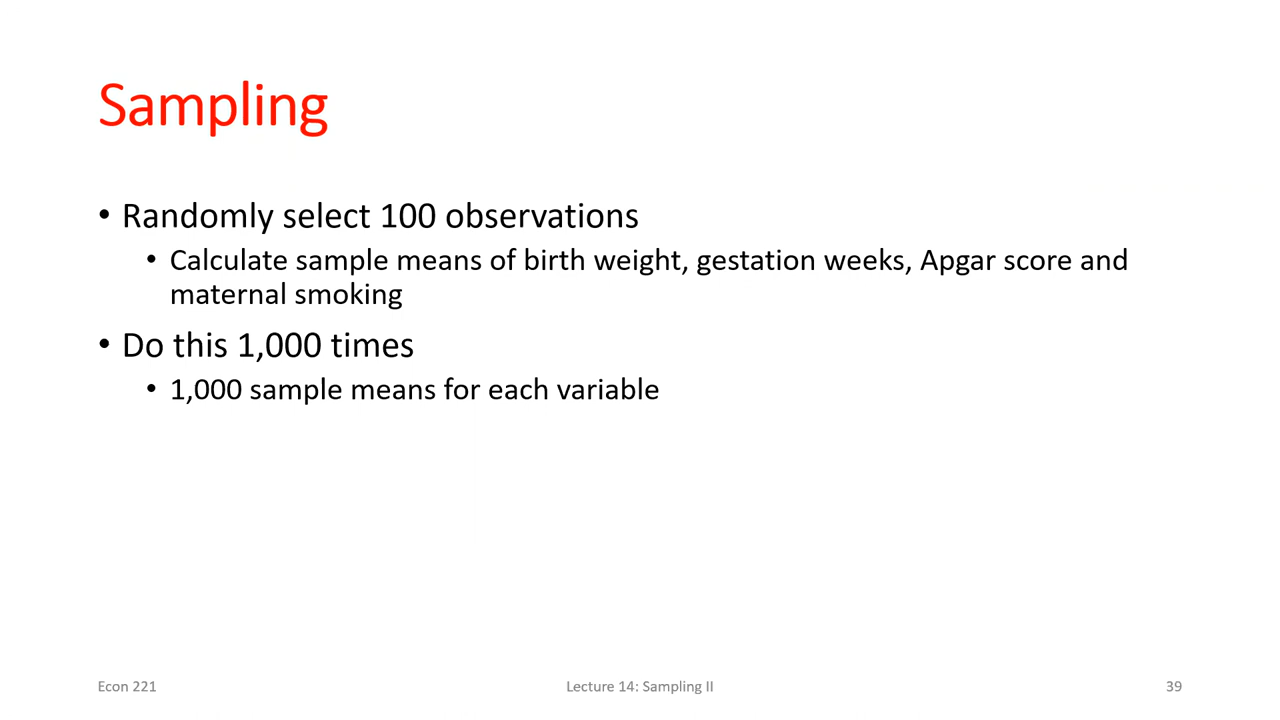 Sampling
• Randomly select 100 observations
• Calculate sample means of birth weight, gestation weeks, Apgar score and
maternal smoking
• Do this 1,000 times
• 1,000 sample means for each variable
Econ 221
Lecture 14: Sampling II
39